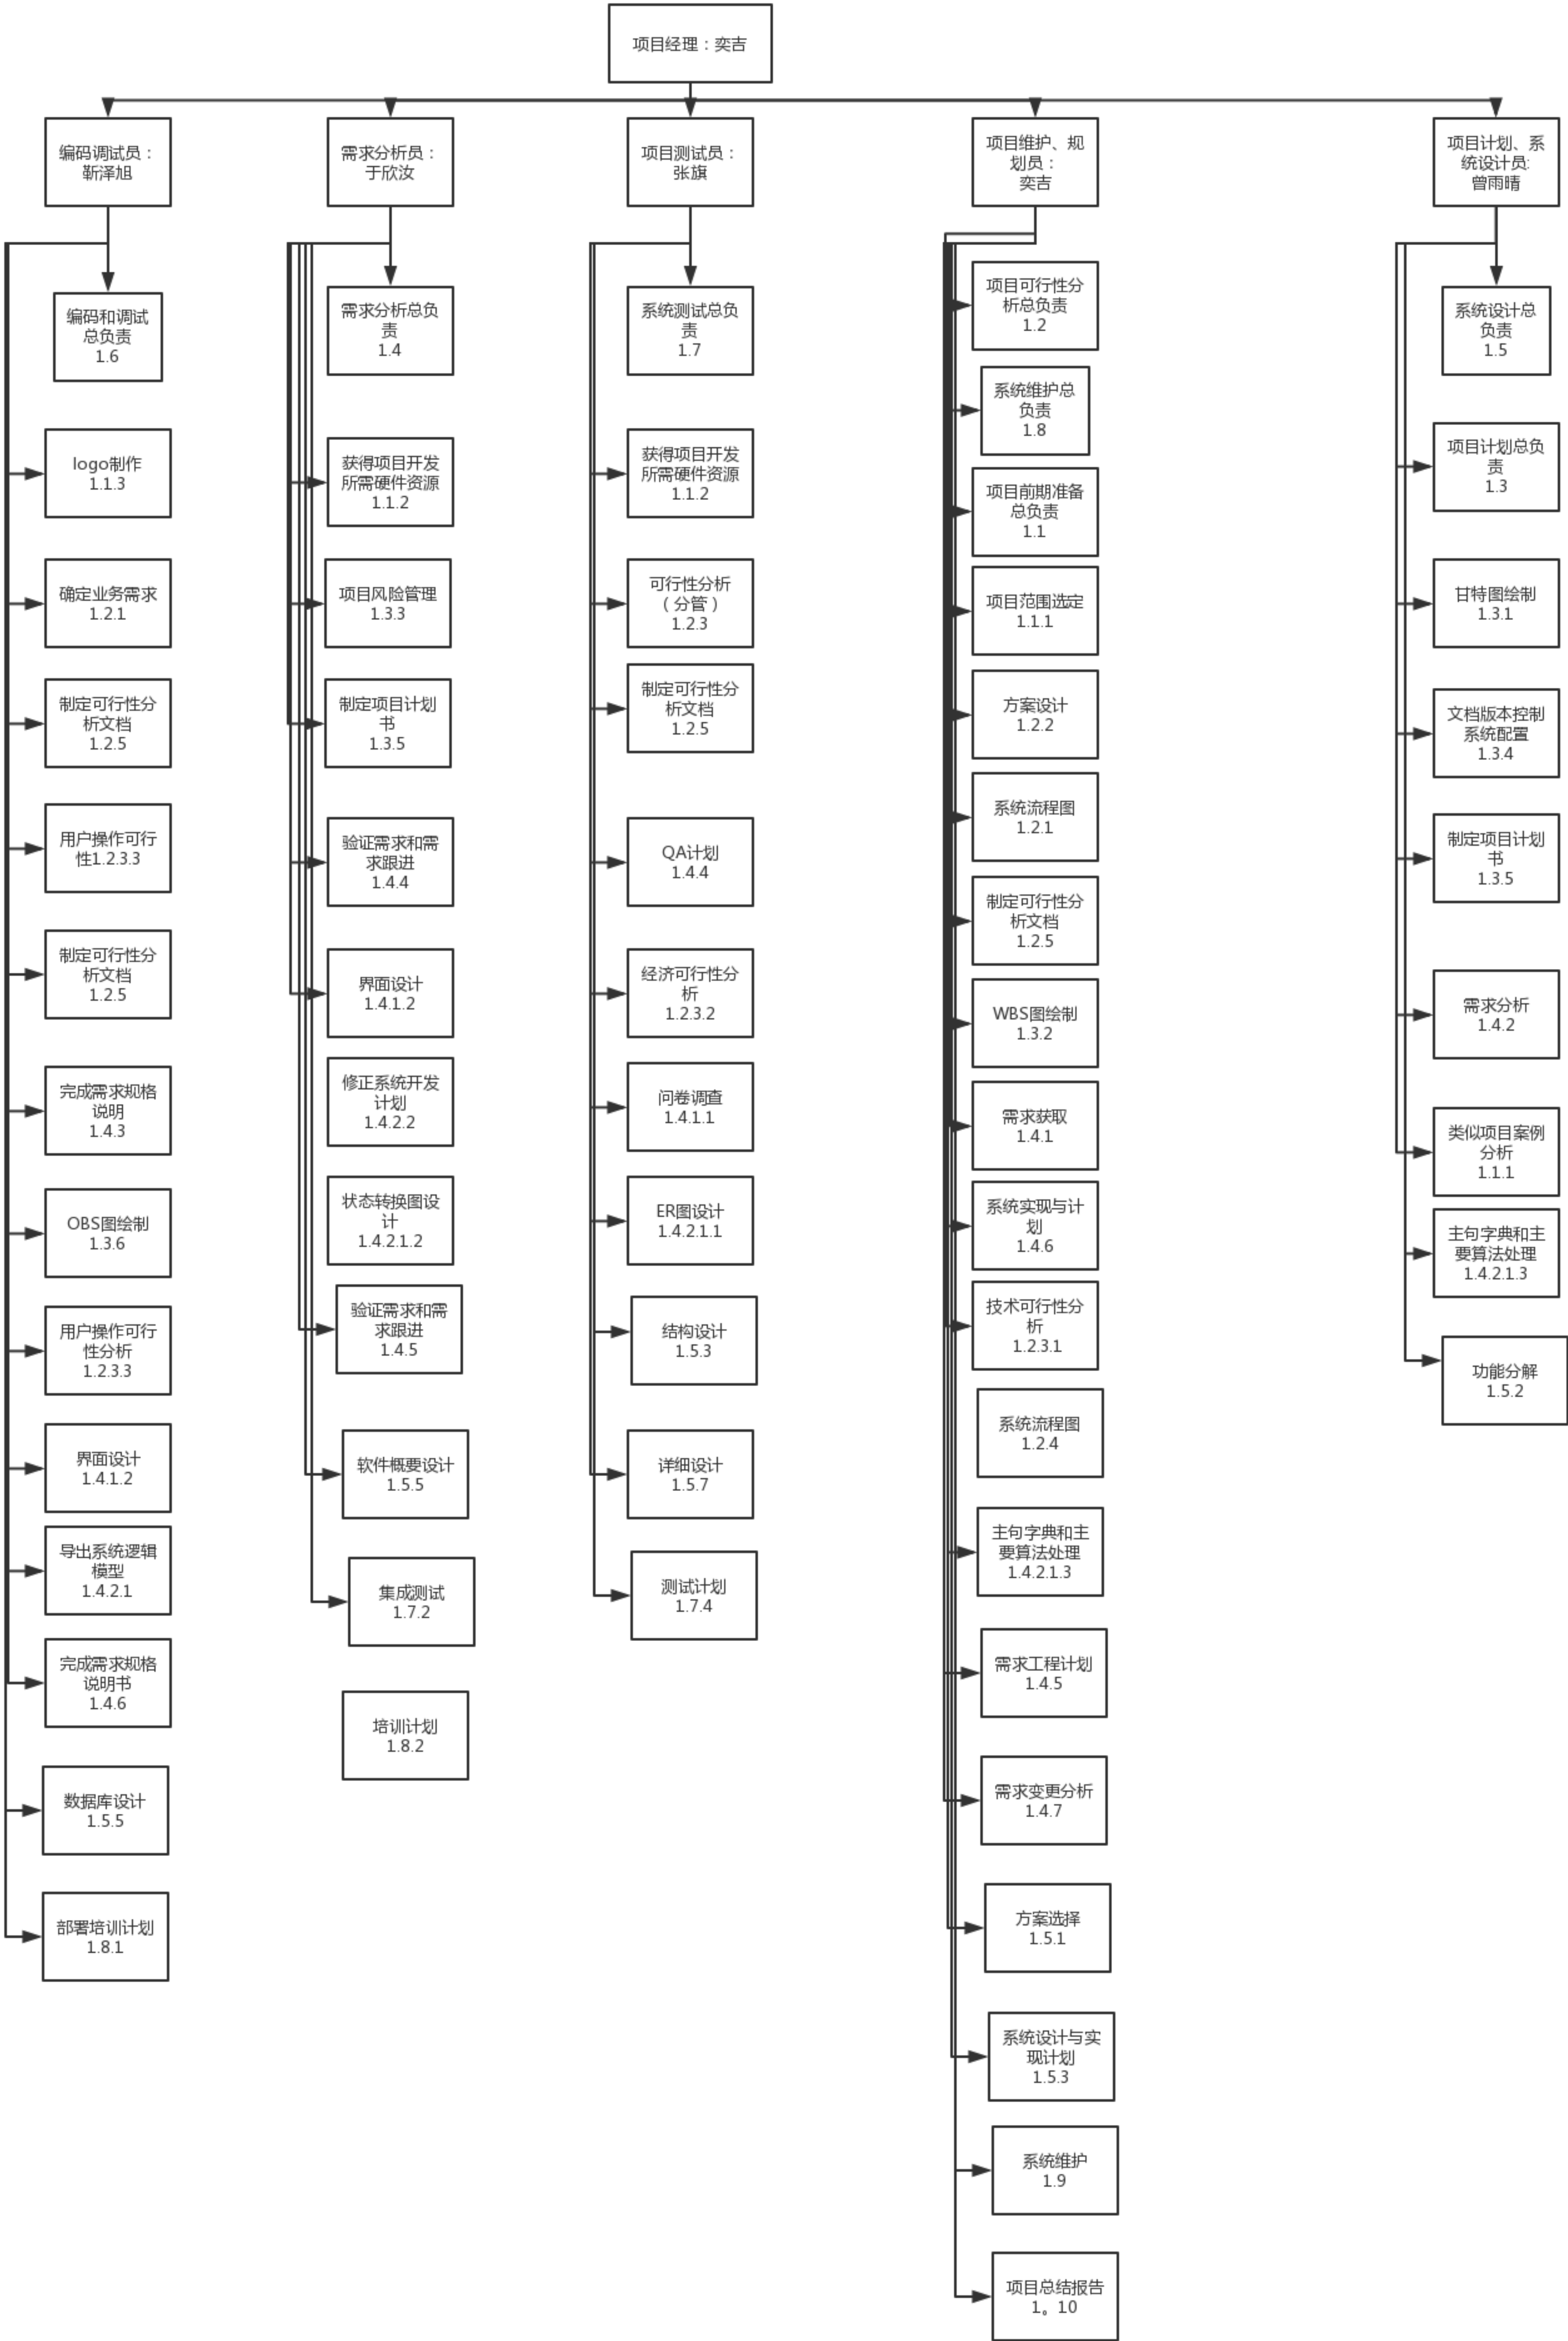 项目经理：奕吉
编码调试员：
靳泽旭
需求分析员：
于欣汝
项目测试员：
张旗
项目维护、规
划员：
奕吉
项目计划、系
统设计员:
曾雨晴
编码和调试
总负责
1.6
logo制作
1.1.3
确定业务需求
1.2.1
制定可行性分
析文档
1.2.5
用户操作可行
性1.2.3.3
制定可行性分
析文档
1.2.5
完成需求规格
说明
1.4.3
OBS图绘制
1.3.6
用户操作可行
性分析
1.2.3.3
界面设计
1.4.1.2
导出系统逻辑
模型
1.4.2.1
完成需求规格
说明书
1.4.6
数据库设计
1.5.5
部署培训计划
1.8.1
需求分析总负
责
1.4
获得项目开发
所需硬件资源
1.1.2
项目风险管理
1.3.3
制定项目计划
书
1.3.5
验证需求和需
求跟进
1.4.4
界面设计
1.4.1.2
修正系统开发
计划
1.4.2.2
状态转换图设
计
1.4.2.1.2
验证需求和需
求跟进
1.4.5
软件概要设计
1.5.5
集成测试
1.7.2
培训计划
1.8.2
系统测试总负
责
1.7
获得项目开发
所需硬件资源
1.1.2
可行性分析
（分管）
1.2.3
制定可行性分
析文档
1.2.5
QA计划
1.4.4
经济可行性分
析
1.2.3.2
问卷调查
1.4.1.1
ER图设计
1.4.2.1.1
结构设计
1.5.3
详细设计
1.5.7
测试计划
1.7.4
项目可行性分
析总负责
1.2
系统维护总
负责
1.8
项目前期准备
总负责
1.1
项目范围选定
1.1.1
方案设计
1.2.2
系统流程图
1.2.1
制定可行性分
析文档
1.2.5
WBS图绘制
1.3.2
需求获取
1.4.1
系统实现与计
划
1.4.6
技术可行性分
析
1.2.3.1
系统流程图
1.2.4
主句字典和主
要算法处理
1.4.2.1.3
需求工程计划
1.4.5
需求变更分析
1.4.7
方案选择
1.5.1
系统设计与实
现计划
1.5.3
系统维护
1.9
项目总结报告
1。10
系统设计总
负责
1.5
项目计划总负
责
1.3
甘特图绘制
1.3.1
文档版本控制
系统配置
1.3.4
制定项目计划
书
1.3.5
需求分析
1.4.2
类似项目案例
分析
1.1.1
主句字典和主
要算法处理
1.4.2.1.3
功能分解
1.5.2